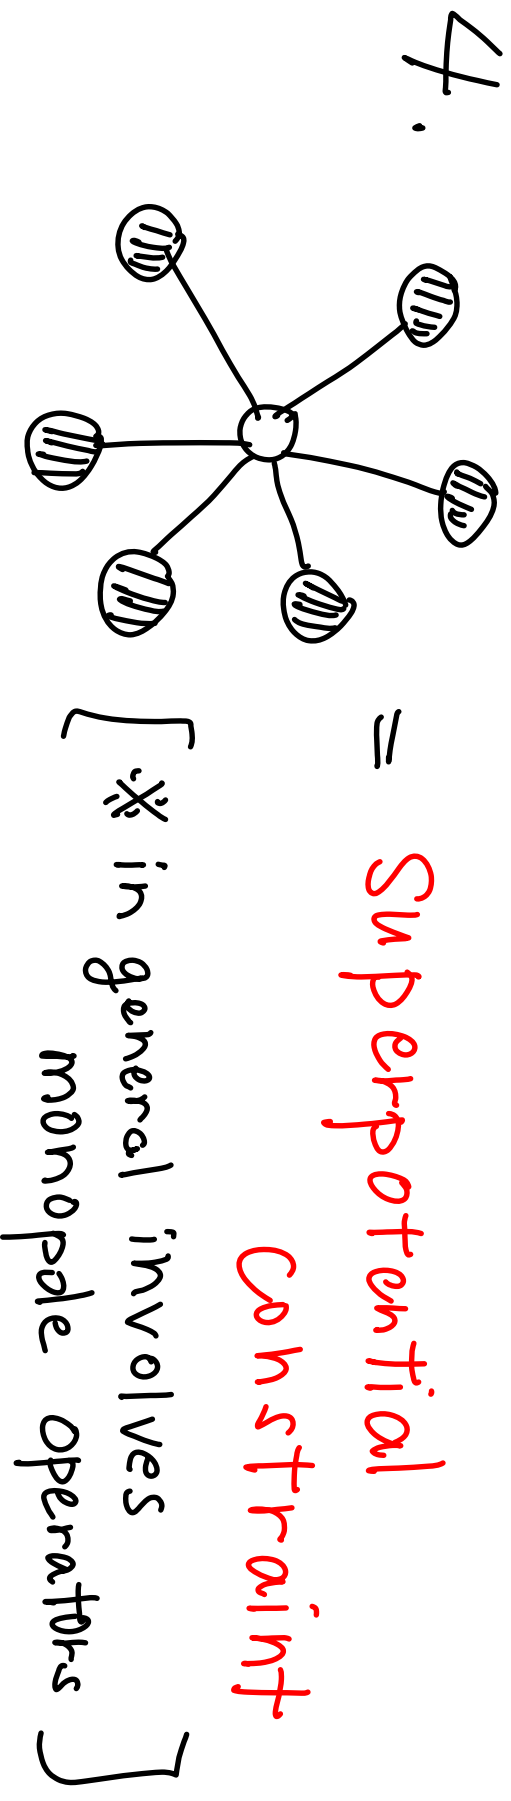 4.
= Superpotential
constraint
[※ in general involves
monopole operators]